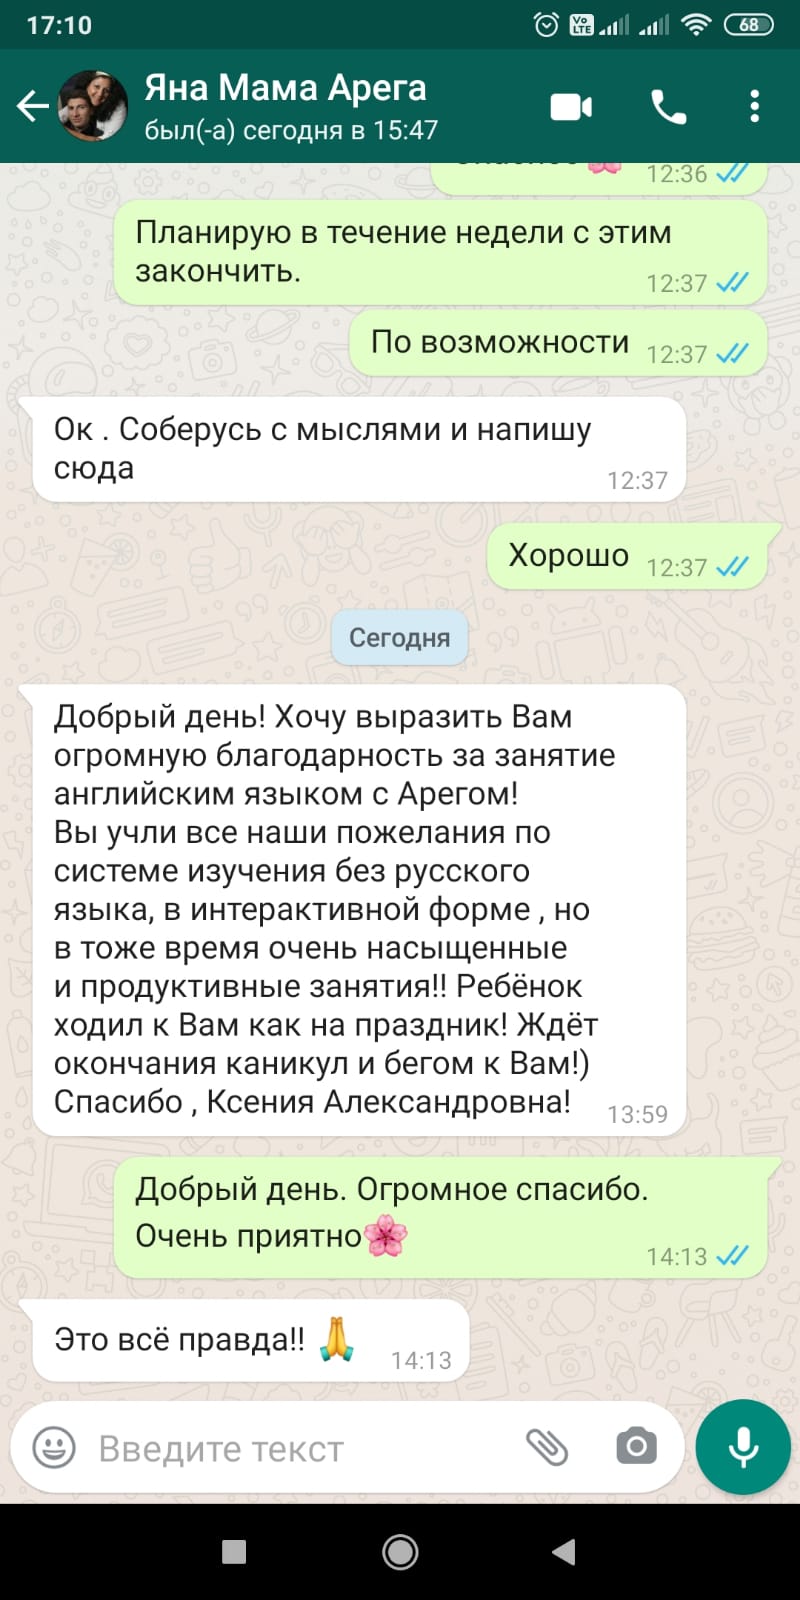 17:10
Vo LTE
68
Яна Мама Арега
был(-а) сегодня в 15:47
12:36
Планирую в течение недели с этим
закончить.
12:37
По возможности
12:37
Ок . Соберусь с мыслями и напишу
сюда
12:37
Хорошо
12:37
Сегодня
Добрый день! Хочу выразить Вам
огромную благодарность за занятие
английским языком с Арегом!
Вы учли все наши пожелания по
системе изучения без русского
языка, в интерактивной форме , но
в тоже время очень насыщенные
и продуктивные занятия!! Ребёнок
ходил к Вам как на праздник! Ждёт
окончания каникул и бегом к Вам!)
Спасибо , Ксения Александровна!
13:59
Добрый день. Огромное спасибо.
Очень приятно🌸
14:13
Это всё правда!! 🙏
14:13
Введите текст